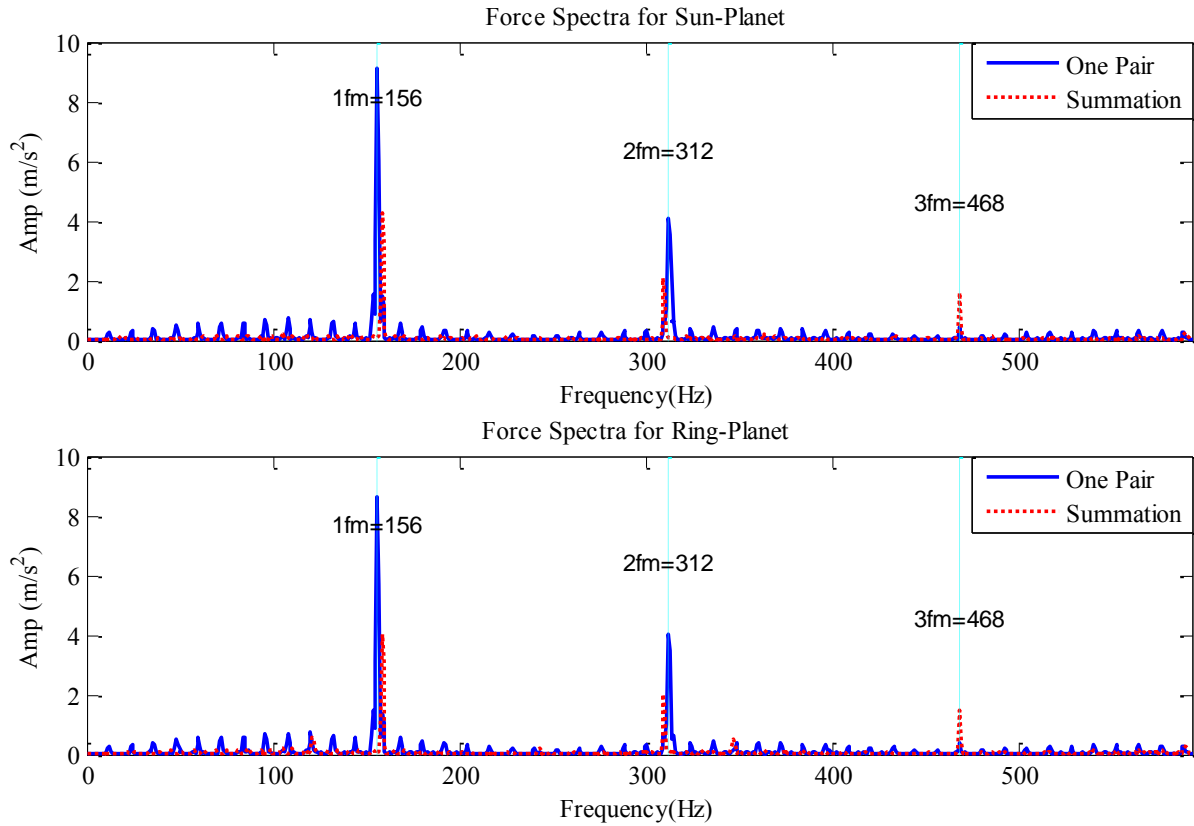 Force Spectra for Sun-Planet
10
8
6
4
2
0
Amp (m/s²)
1fm=156
2fm=312
3fm=468
One Pair
Summation
0 100 200 300 400 500
Frequency(Hz)
Force Spectra for Ring-Planet
10
8
6
4
2
0
Amp (m/s²)
1fm=156
2fm=312
3fm=468
One Pair
Summation
0 100 200 300 400 500
Frequency(Hz)